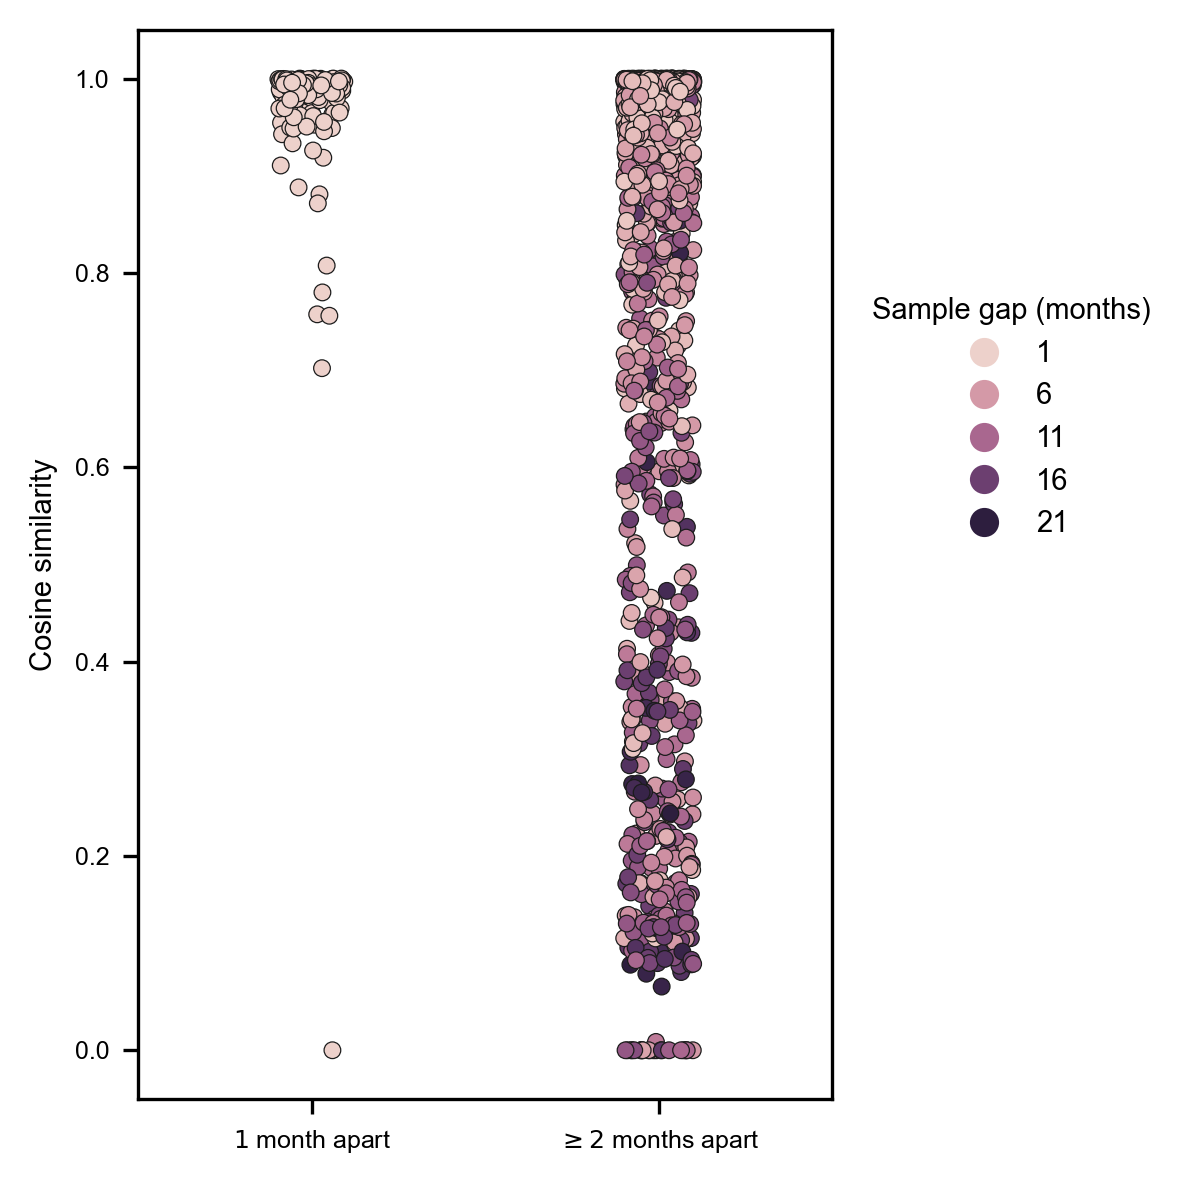 1.0
0.8
0.6
0.4
0.2
0.0
Cosine similarity
1 month apart
≥ 2 months apart
Sample gap (months)
1
6
11
16
21